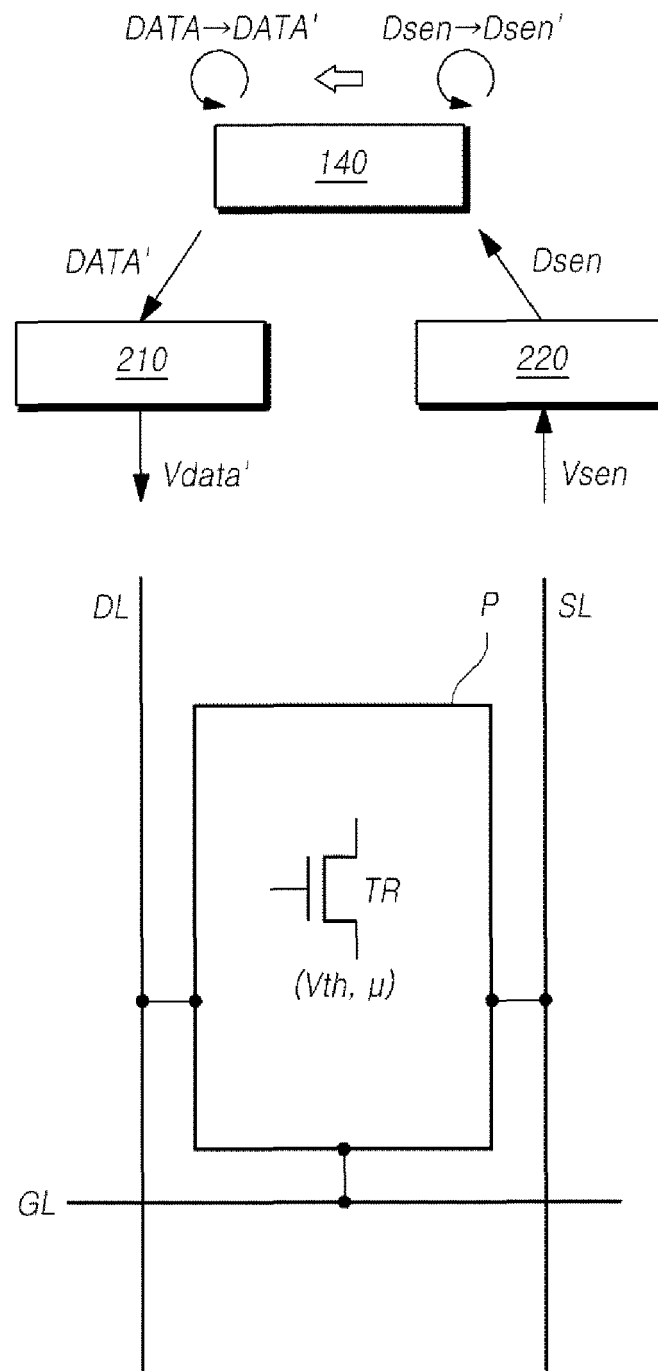 DATA→DATA'
Dsen→Dsen'
140
DATA'
Dsen
210
220
Vdata'
Vsen
DL
P
SL
TR
(Vth, μ)
GL